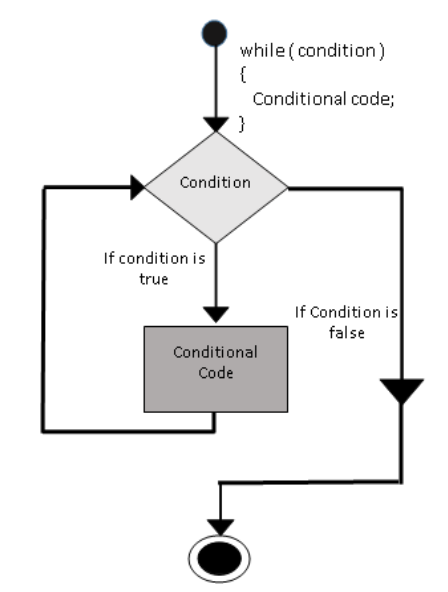 while ( condition )
{
Conditional code;
}
Condition
If condition is
true
If Condition is
false
Conditional
Code